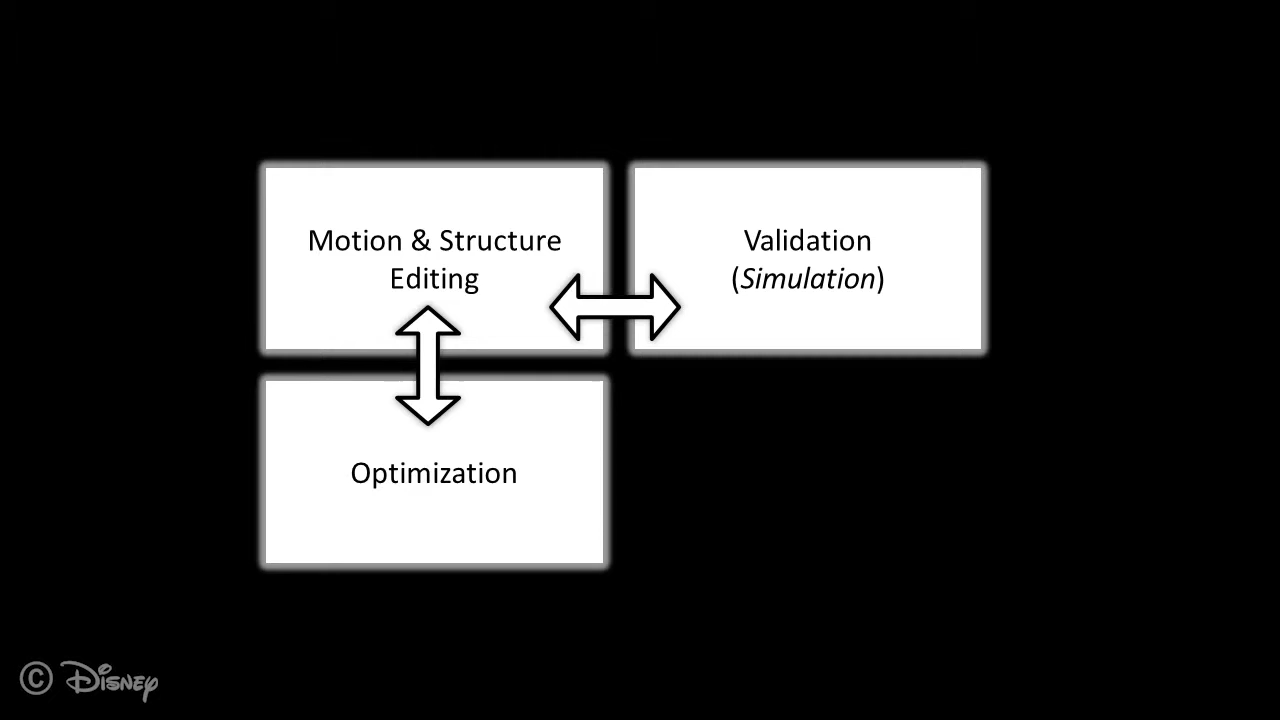 Motion & Structure
Editing
Validation
(Simulation)
Optimization
© Disney